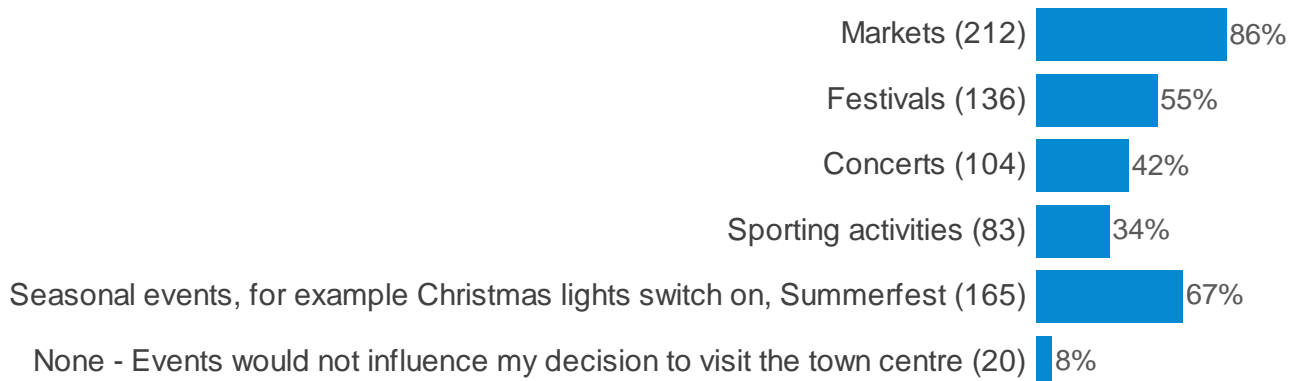 Markets (212) 86%
Festivals (136) 55%
Concerts (104) 42%
Sporting activities (83) 34%
Seasonal events, for example Christmas lights switch on, Summerfest (165) 67%
None - Events would not influence my decision to visit the town centre (20) 8%